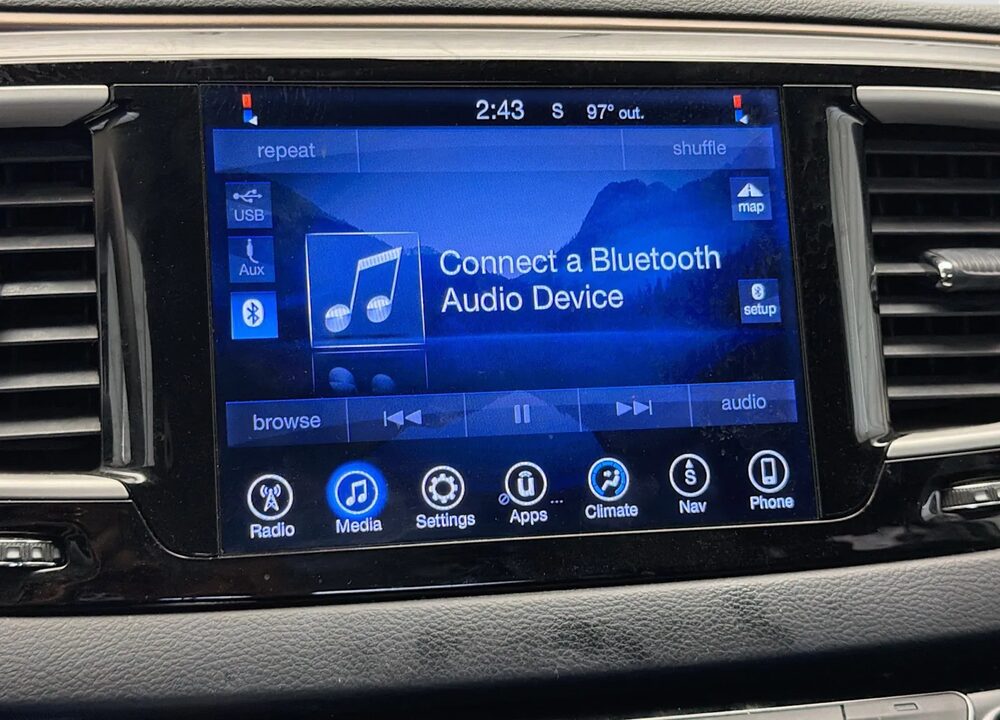 2:43 S 97° out.
repeat shuffle
USB
map
Aux
Connect a Bluetooth
Audio Device
setup
browse audio
Radio Media Settings Apps ... Climate S Nav Phone